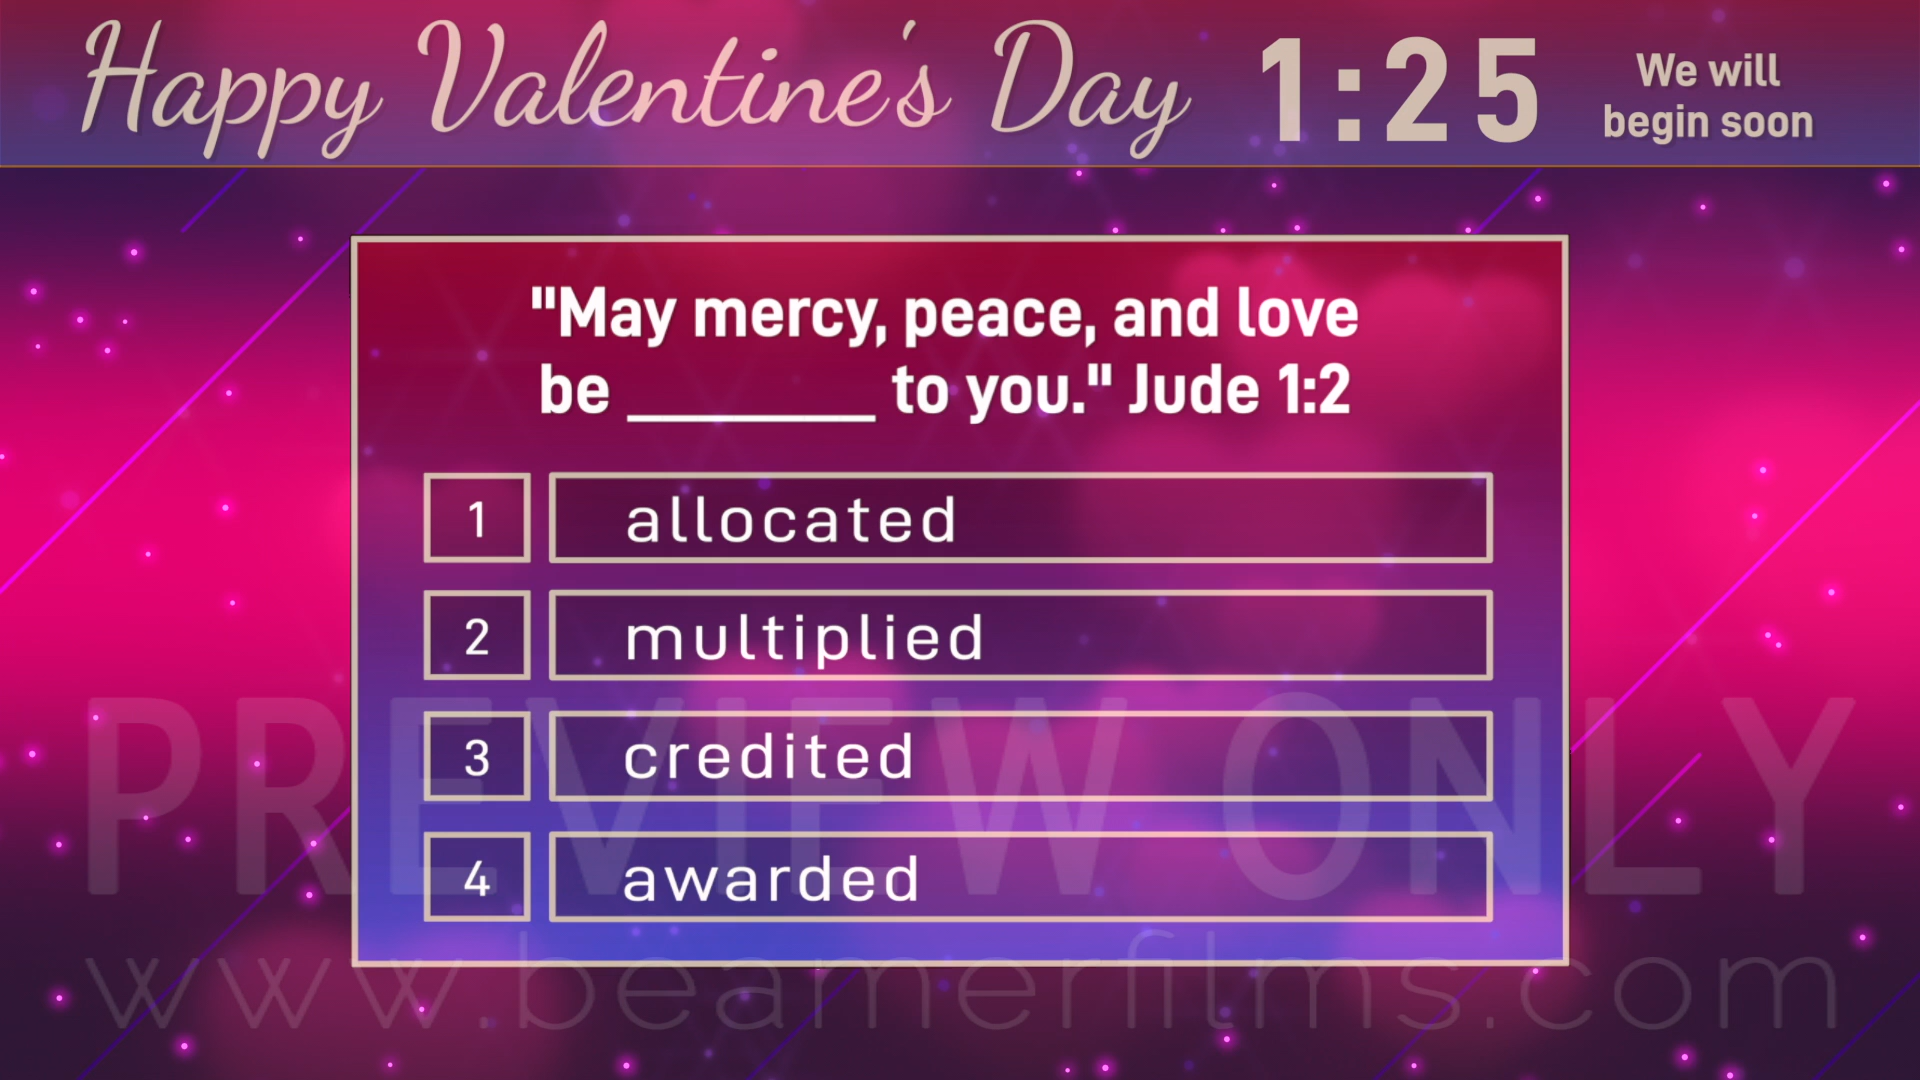 Happy Valentine's Day
1:25
We will
begin soon
"May mercy, peace, and love
be ________ to you." Jude 1:2
1 allocated
2 multiplied
3 credited
4 awarded
PREVIEW ONLY
www.beamerfilms.com